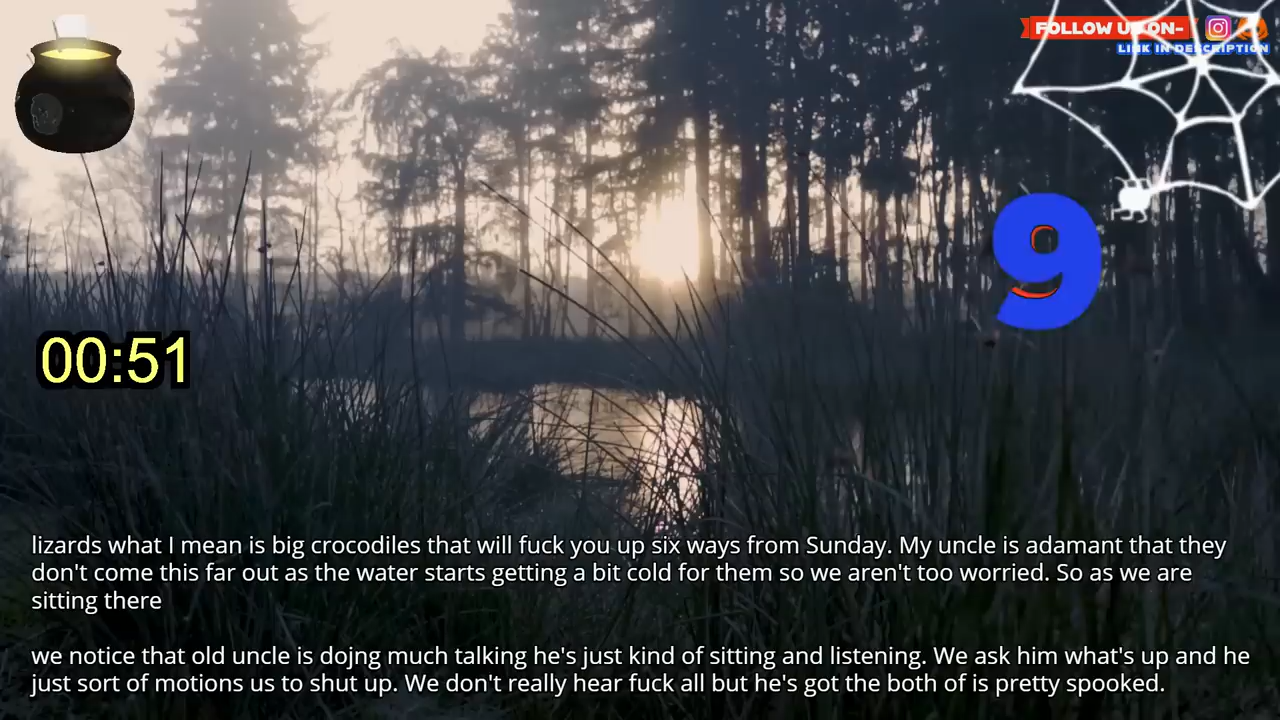 FOLLOW US ON-
LINK IN DESCRIPTION
9
00:51
lizards what I mean is big crocodiles that will fuck you up six ways from Sunday. My uncle is adamant that they
don't come this far out as the water starts getting a bit cold for them so we aren't too worried. So as we are
sitting there
we notice that old uncle is dojng much talking he's just kind of sitting and listening. We ask him what's up and he
just sort of motions us to shut up. We don't really hear fuck all but he's got the both of is pretty spooked.